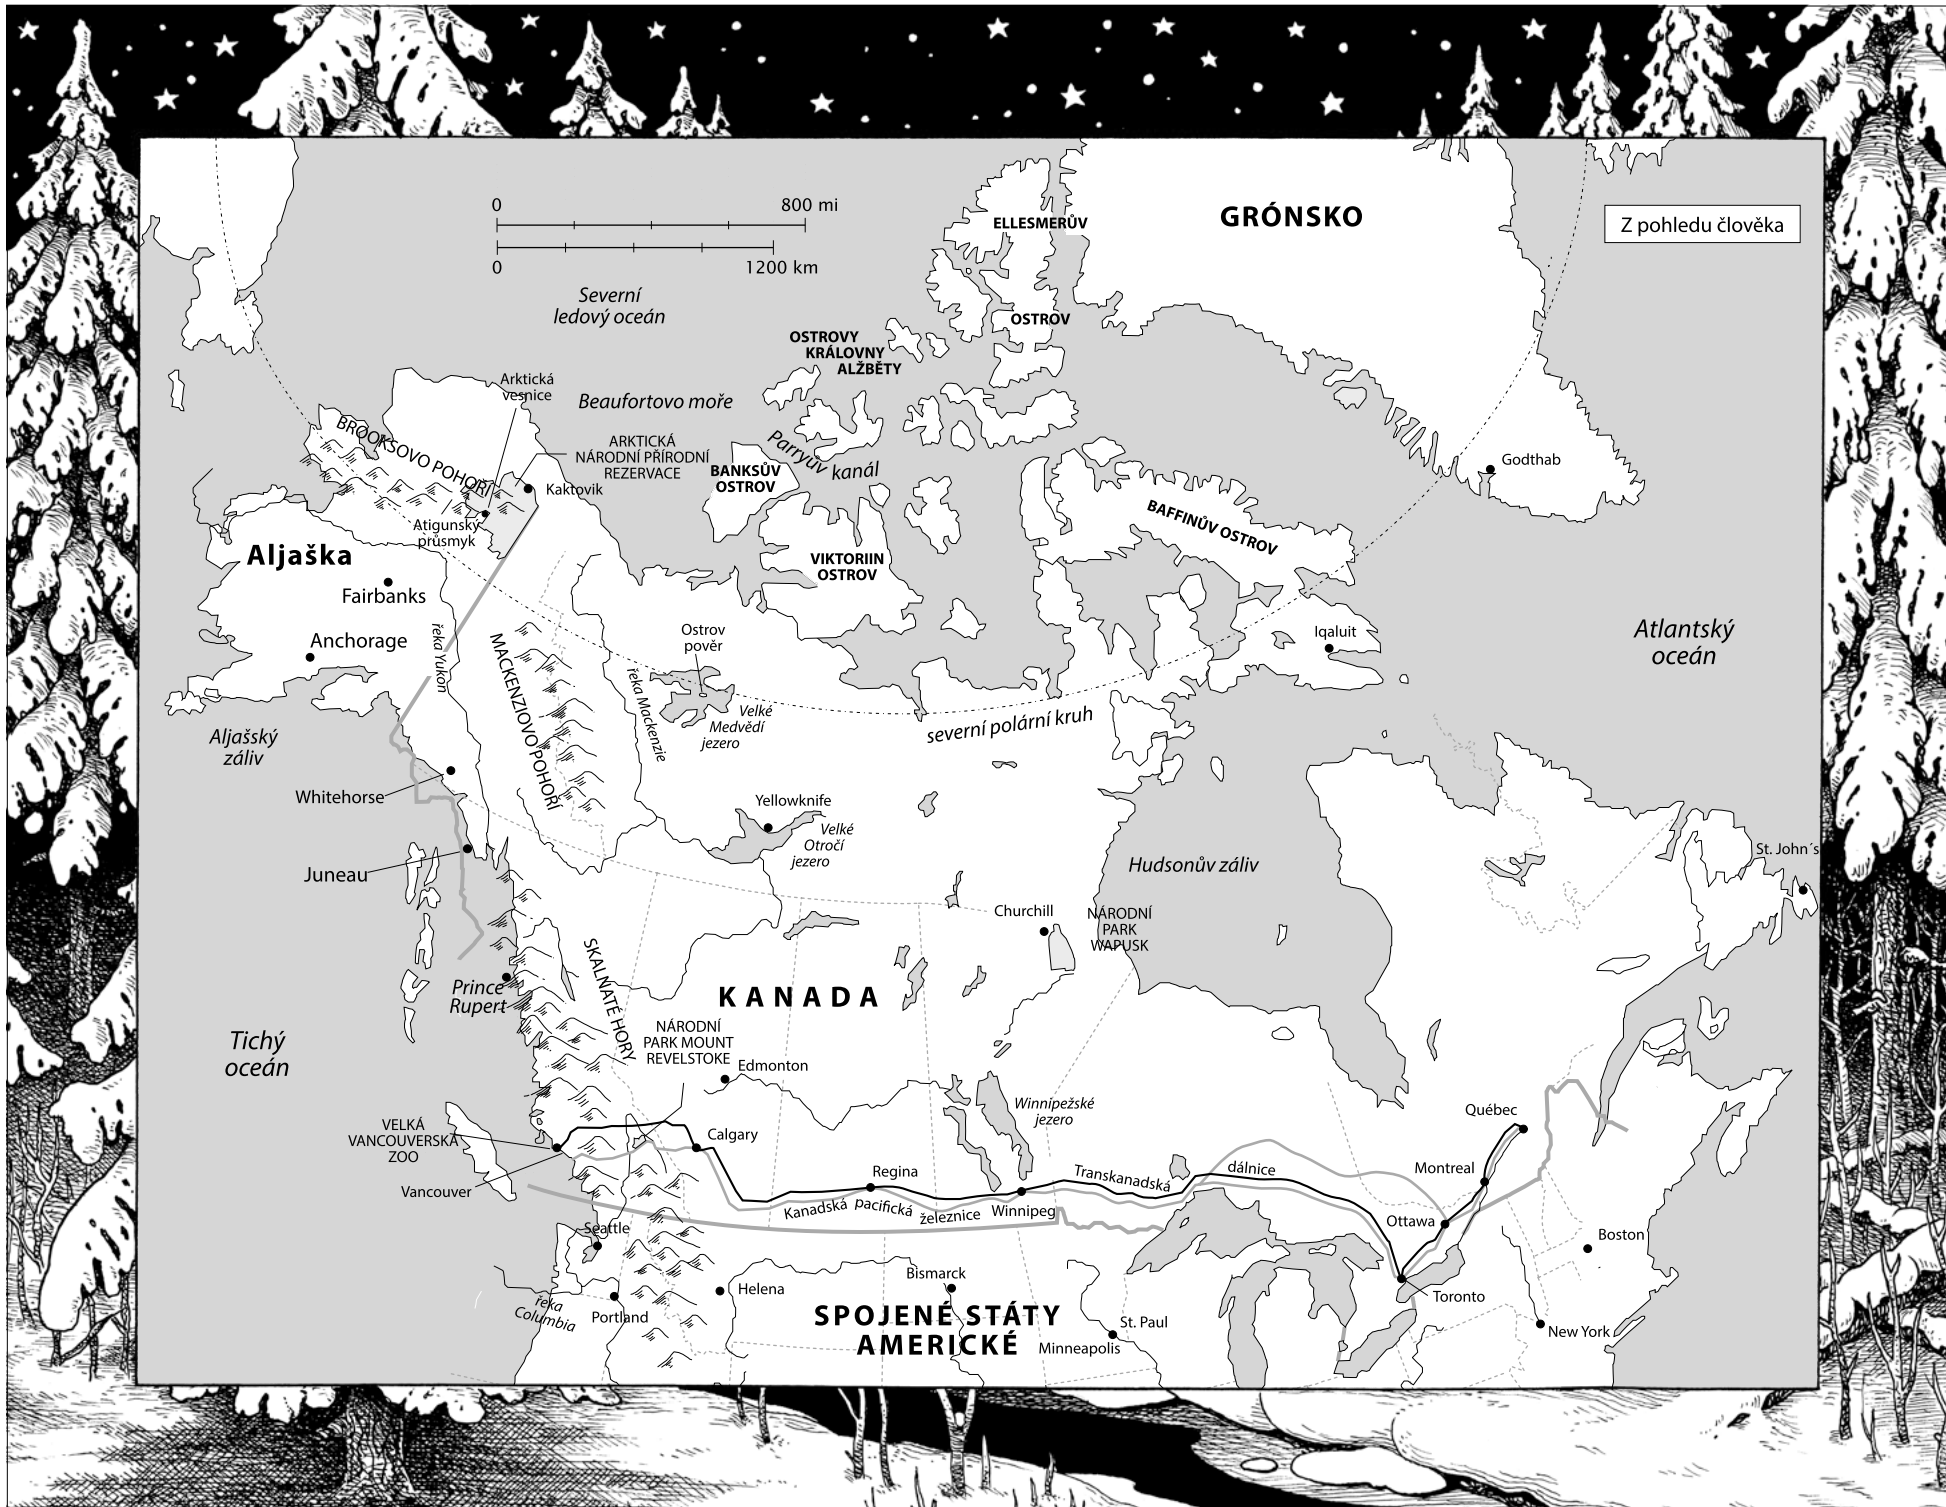 0 800 mi
0 1200 km
ELLESMERŮV
OSTROV
GRÓNSKO
Z pohledu člověka
Severní
ledový oceán
OSTROVY
KRÁLOVNY
ALŽBĚTY
Arktická
vesnice
Beaufortovo moře
BROOKSOVO POHOŘÍ
ARKTICKÁ
NÁRODNÍ PŘÍRODNÍ
REZERVACE
Parryův kanál
BANKSŮV
OSTROV
Godthab
Kaktovik
Atigunský
průsmyk
BAFFINŮV OSTROV
Aljaška
VIKTORIIN
OSTROV
Fairbanks
Anchorage
řeka Yukon
MACKENZIOVO POHOŘÍ
Ostrov
pověr
řeka Mackenzie
Velké
Medvědí
jezero
Iqaluit
Atlantský
oceán
severní polární kruh
Aljašský
záliv
Whitehorse
Yellowknife
Velké
Otročí
jezero
Juneau
Hudsonův záliv
St. John´s
Churchill
NÁRODNÍ
PARK
WAPUSK
SKALNATÉ HORY
Prince
Rupert
KANADA
Tichý
oceán
NÁRODNÍ
PARK MOUNT
REVELSTOKE
Edmonton
Winnipežské
jezero
VELKÁ
VANCOUVERSKÁ
ZOO
Calgary
Québec
Vancouver
Regina
Transkanadská dálnice
Montreal
Kanadská pacifická železnice
Winnipeg
Ottawa
Seattle
Boston
Bismarck
Helena
řeka
Columbia
Portland
SPOJENÉ STÁTY
AMERICKÉ
St. Paul
Minneapolis
Toronto
New York